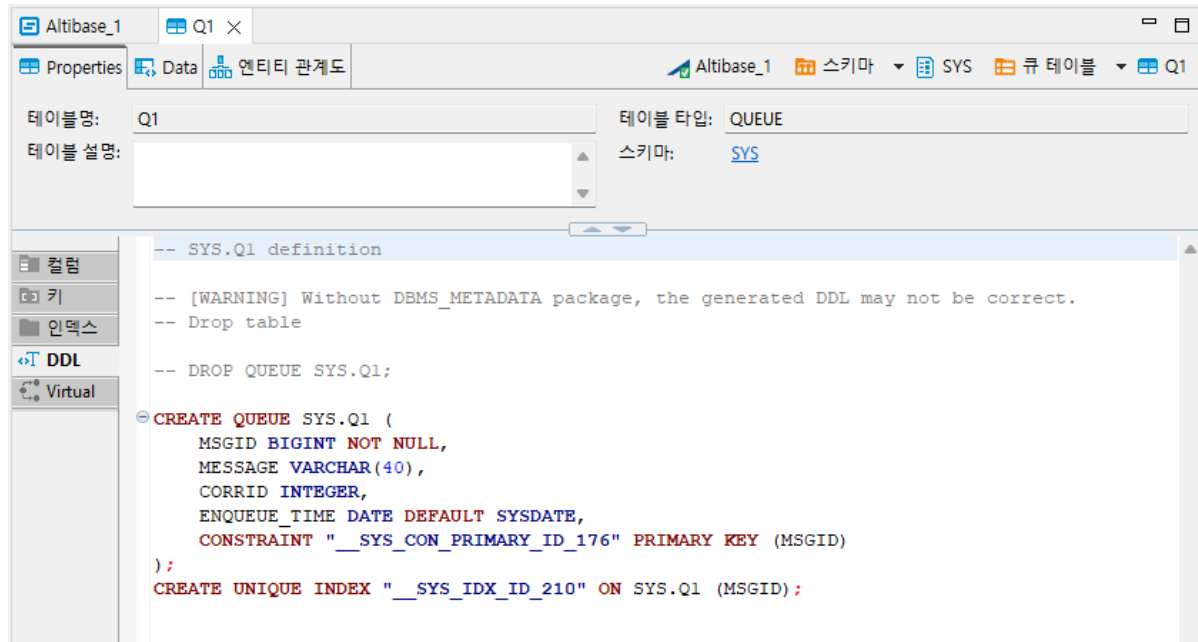 Altibase_1 Q1
Properties Data 엔티티 관계도 Altibase_1 스키마 SYS 큐 테이블 Q1
테이블명: Q1 테이블 타입: QUEUE
테이블 설명: 스키마: SYS
컬럼
키
인덱스
DDL
Virtual
-- SYS.Q1 definition
-- [WARNING] Without DBMS_METADATA package, the generated DDL may not be correct.
-- Drop table
-- DROP QUEUE SYS.Q1;
CREATE QUEUE SYS.Q1 (
MSGID BIGINT NOT NULL,
MESSAGE VARCHAR(40),
CORRID INTEGER,
ENQUEUE_TIME DATE DEFAULT SYSDATE,
CONSTRAINT "__SYS_CON_PRIMARY_ID_176" PRIMARY KEY (MSGID)
);
CREATE UNIQUE INDEX "__SYS_IDX_ID_210" ON SYS.Q1 (MSGID);